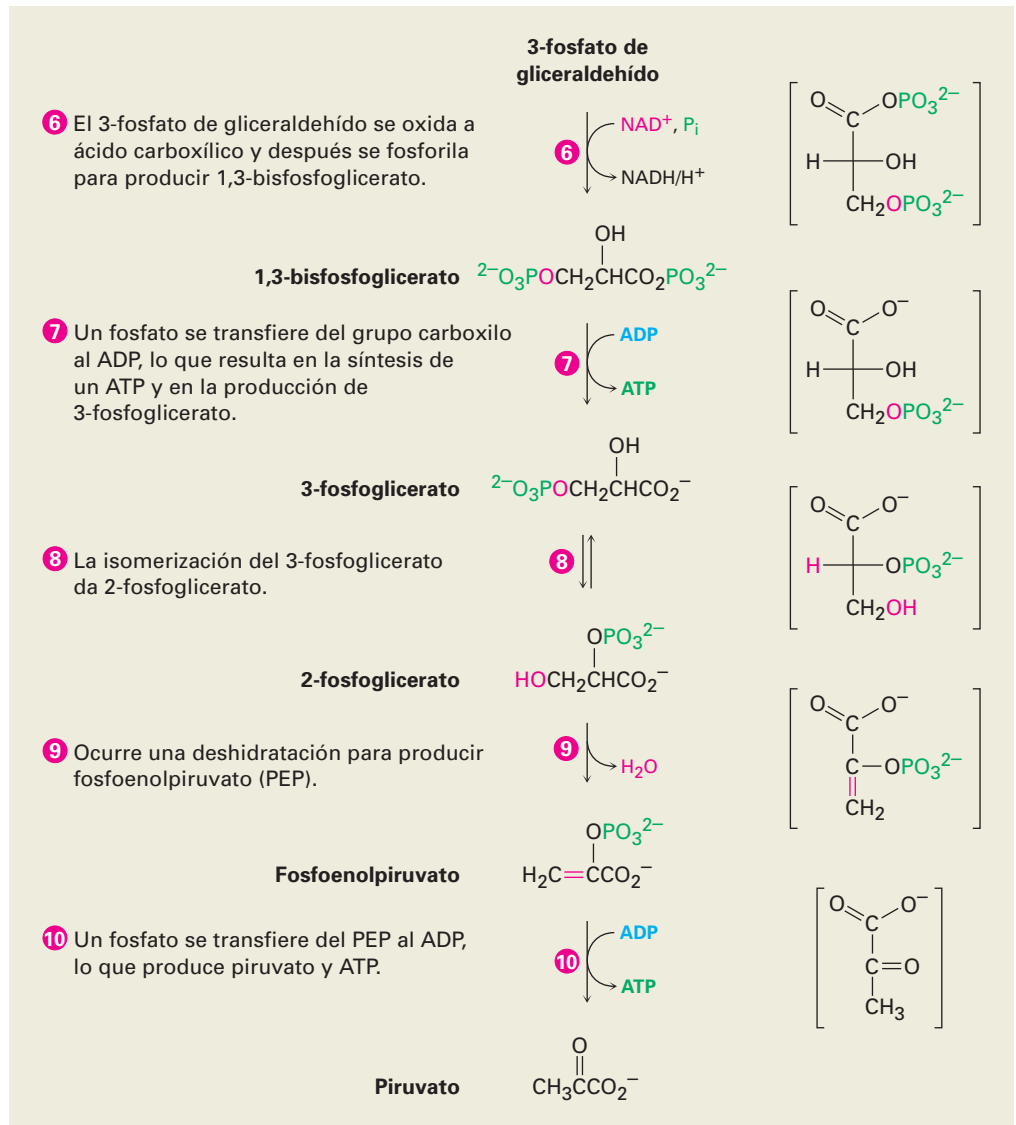 3-fosfato de
gliceraldehído
6 El 3-fosfato de gliceraldehído se oxida a
ácido carboxílico y después se fosforila
para producir 1,3-bisfosfoglicerato.
6
NAD⁺, Pᵢ
NADH/H⁺
O
C
OPO₃²⁻
H
OH
CH₂OPO₃²⁻
OH
1,3-bisfosfoglicerato ²⁻O₃POCH₂CHCO₂PO₃²⁻
7 Un fosfato se transfiere del grupo carboxilo
al ADP, lo que resulta en la síntesis de
un ATP y en la producción de
3-fosfoglicerato.
7
ADP
ATP
O
C
O⁻
H
OH
CH₂OPO₃²⁻
OH
3-fosfoglicerato ²⁻O₃POCH₂CHCO₂⁻
8 La isomerización del 3-fosfoglicerato
da 2-fosfoglicerato.
8
O
C
O⁻
H
OPO₃²⁻
CH₂OH
OPO₃²⁻
2-fosfoglicerato HOCH₂CHCO₂⁻
9 Ocurre una deshidratación para producir
fosfoenolpiruvato (PEP).
9
H₂O
O
C
O⁻
C
OPO₃²⁻
CH₂
OPO₃²⁻
Fosfoenolpiruvato H₂C=CCO₂⁻
10 Un fosfato se transfiere del PEP al ADP,
lo que produce piruvato y ATP.
10
ADP
ATP
O
C
O⁻
C=O
CH₃
O
Piruvato CH₃CCO₂⁻